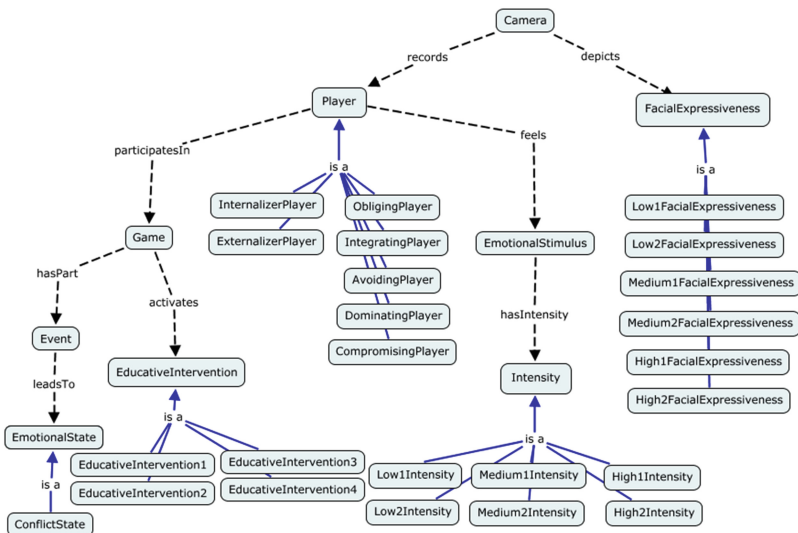 Camera
records
depicts
Player
FacialExpressiveness
participatesIn
feels
is a
is a
InternalizerPlayer
ObligingPlayer
Low1FacialExpressiveness
Game
ExternalizerPlayer
IntegratingPlayer
EmotionalStimulus
Low2FacialExpressiveness
hasPart
activates
AvoidingPlayer
Medium1FacialExpressiveness
DominatingPlayer
hasIntensity
Medium2FacialExpressiveness
Event
CompromisingPlayer
High1FacialExpressiveness
EducativeIntervention
Intensity
leadsTo
High2FacialExpressiveness
is a
EmotionalState
is a
EducativeIntervention1
EducativeIntervention3
Low1Intensity
Medium1Intensity
High1Intensity
is a
EducativeIntervention2
EducativeIntervention4
Low2Intensity
Medium2Intensity
High2Intensity
ConflictState